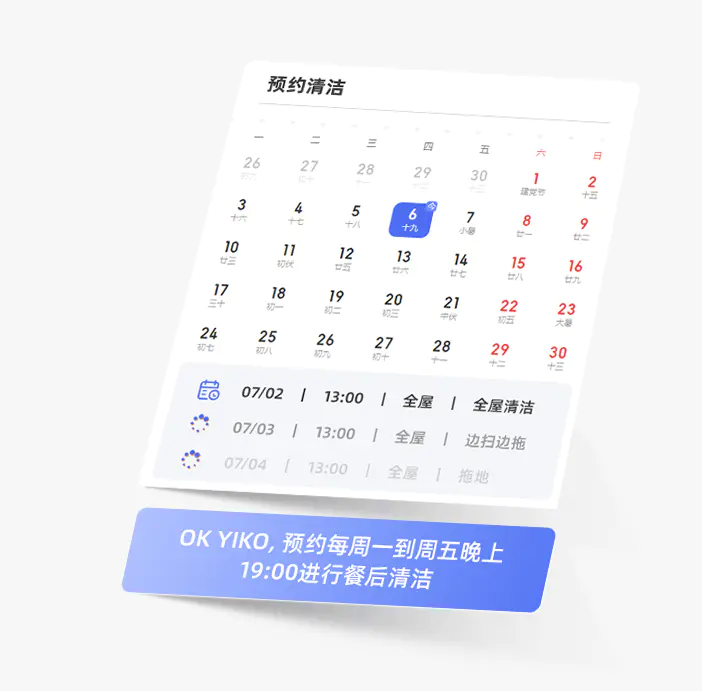 预约清洁
一 二 三 四 五 六 日
26 27 28 29 30 1 2
初十 建党节 十五
3 4 5 6 7 8 9
十六 十七 十八 十九 小暑 廿一 廿二
10 11 12 13 14 15 16
廿三 初伏 廿五 廿六 廿七 廿八 廿九
17 18 19 20 21 22 23
三十 初一 初二 初三 中伏 初五 大暑
24 25 26 27 28 29 30
初七 初八 初九 初十 十一 十二 十三
07/02 | 13:00 | 全屋 | 全屋清洁
07/03 | 13:00 | 全屋 | 边扫边拖
07/04 | 13:00 | 全屋 | 拖地
OK YIKO, 预约每周一到周五晚上
19:00进行餐后清洁